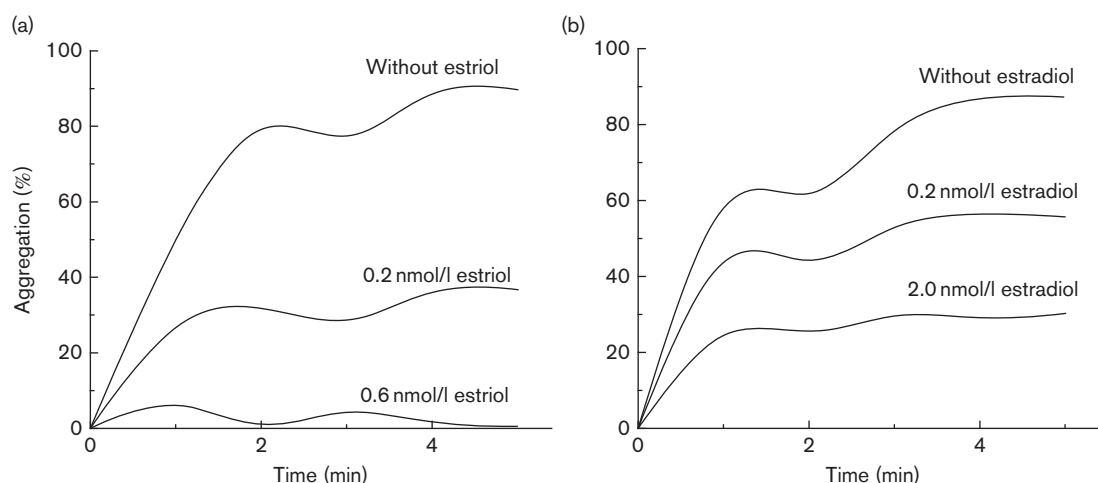 (a)
100
80
60
40
20
0
Aggregation (%)
Without estriol
0.2 nmol/l estriol
0.6 nmol/l estriol
0 2 4
Time (min)
(b)
100
80
60
40
20
0
Without estradiol
0.2 nmol/l estradiol
2.0 nmol/l estradiol
0 2 4
Time (min)